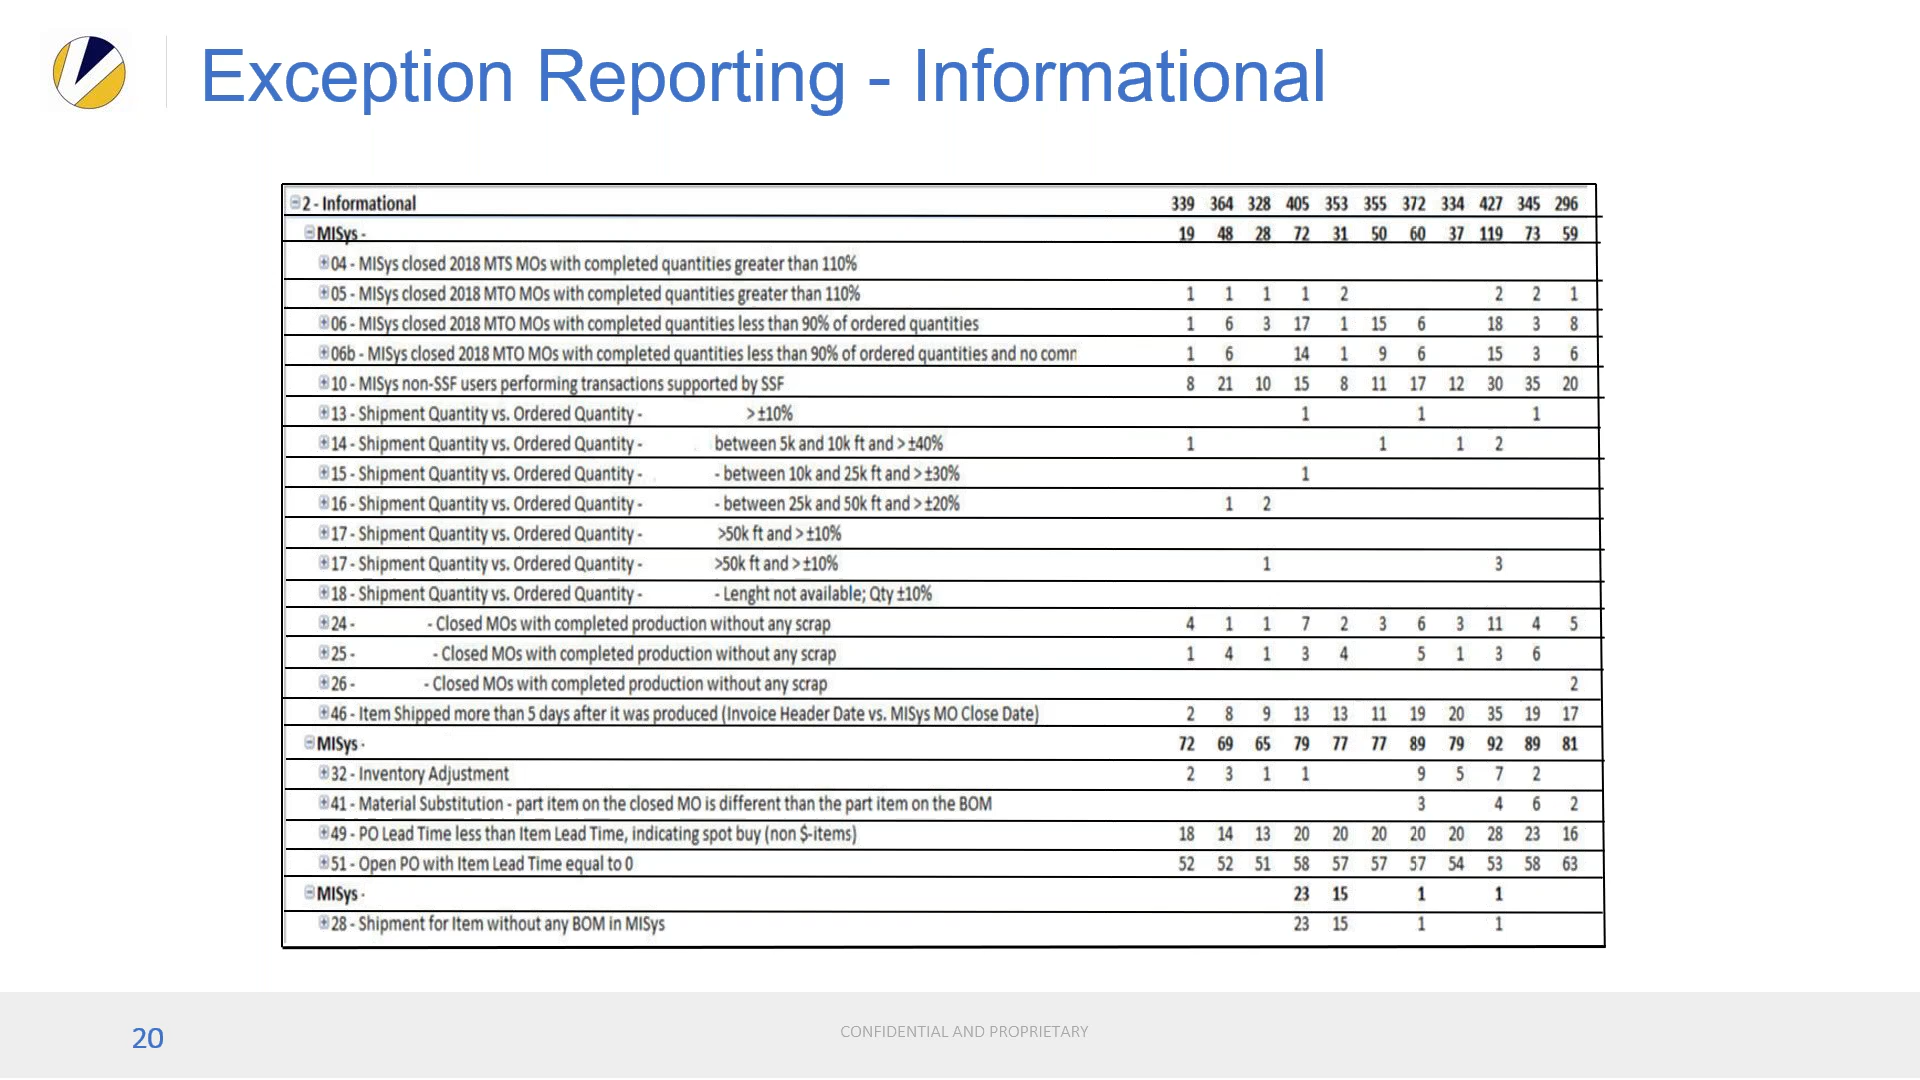 Exception Reporting - Informational
2 - Informational 339 364 328 405 353 355 372 334 427 345 296
MISys - 19 48 28 72 31 50 60 37 119 73 59
04 - MISys closed 2018 MTS MOs with completed quantities greater than 110%
05 - MISys closed 2018 MTO MOs with completed quantities greater than 110% 1 1 1 1 2 2 2 1
06 - MISys closed 2018 MTO MOs with completed quantities less than 90% of ordered quantities 1 6 3 17 1 15 6 18 3 8
06b - MISys closed 2018 MTO MOs with completed quantities less than 90% of ordered quantities and no comn 1 6 14 1 9 6 15 3 6
10 - MISys non-SSF users performing transactions supported by SSF 8 21 10 15 8 11 17 12 30 35 20
13 - Shipment Quantity vs. Ordered Quantity - > ±10% 1 1 1
14 - Shipment Quantity vs. Ordered Quantity - between 5k and 10k ft and > ±40% 1 1 1 2
15 - Shipment Quantity vs. Ordered Quantity - - between 10k and 25k ft and > ±30% 1
16 - Shipment Quantity vs. Ordered Quantity - - between 25k and 50k ft and > ±20% 1 2
17 - Shipment Quantity vs. Ordered Quantity - >50k ft and > ±10%
17 - Shipment Quantity vs. Ordered Quantity - >50k ft and > ±10% 1 3
18 - Shipment Quantity vs. Ordered Quantity - - Lenght not available; Qty ±10%
24 - - Closed MOs with completed production without any scrap 4 1 1 7 2 3 6 3 11 4 5
25 - - Closed MOs with completed production without any scrap 1 4 1 3 4 5 1 3 6
26 - - Closed MOs with completed production without any scrap 2
46 - Item Shipped more than 5 days after it was produced (Invoice Header Date vs. MISys MO Close Date) 2 8 9 13 13 11 19 20 35 19 17
MISys - 72 69 65 79 77 77 89 79 92 89 81
32 - Inventory Adjustment 2 3 1 1 9 5 7 2
41 - Material Substitution - part item on the closed MO is different than the part item on the BOM 3 4 6 2
49 - PO Lead Time less than Item Lead Time, indicating spot buy (non $-items) 18 14 13 20 20 20 20 20 28 23 16
51 - Open PO with Item Lead Time equal to 0 52 52 51 58 57 57 57 54 53 58 63
MISys - 23 15 1 1
28 - Shipment for Item without any BOM in MISys 23 15 1 1
20
CONFIDENTIAL AND PROPRIETARY